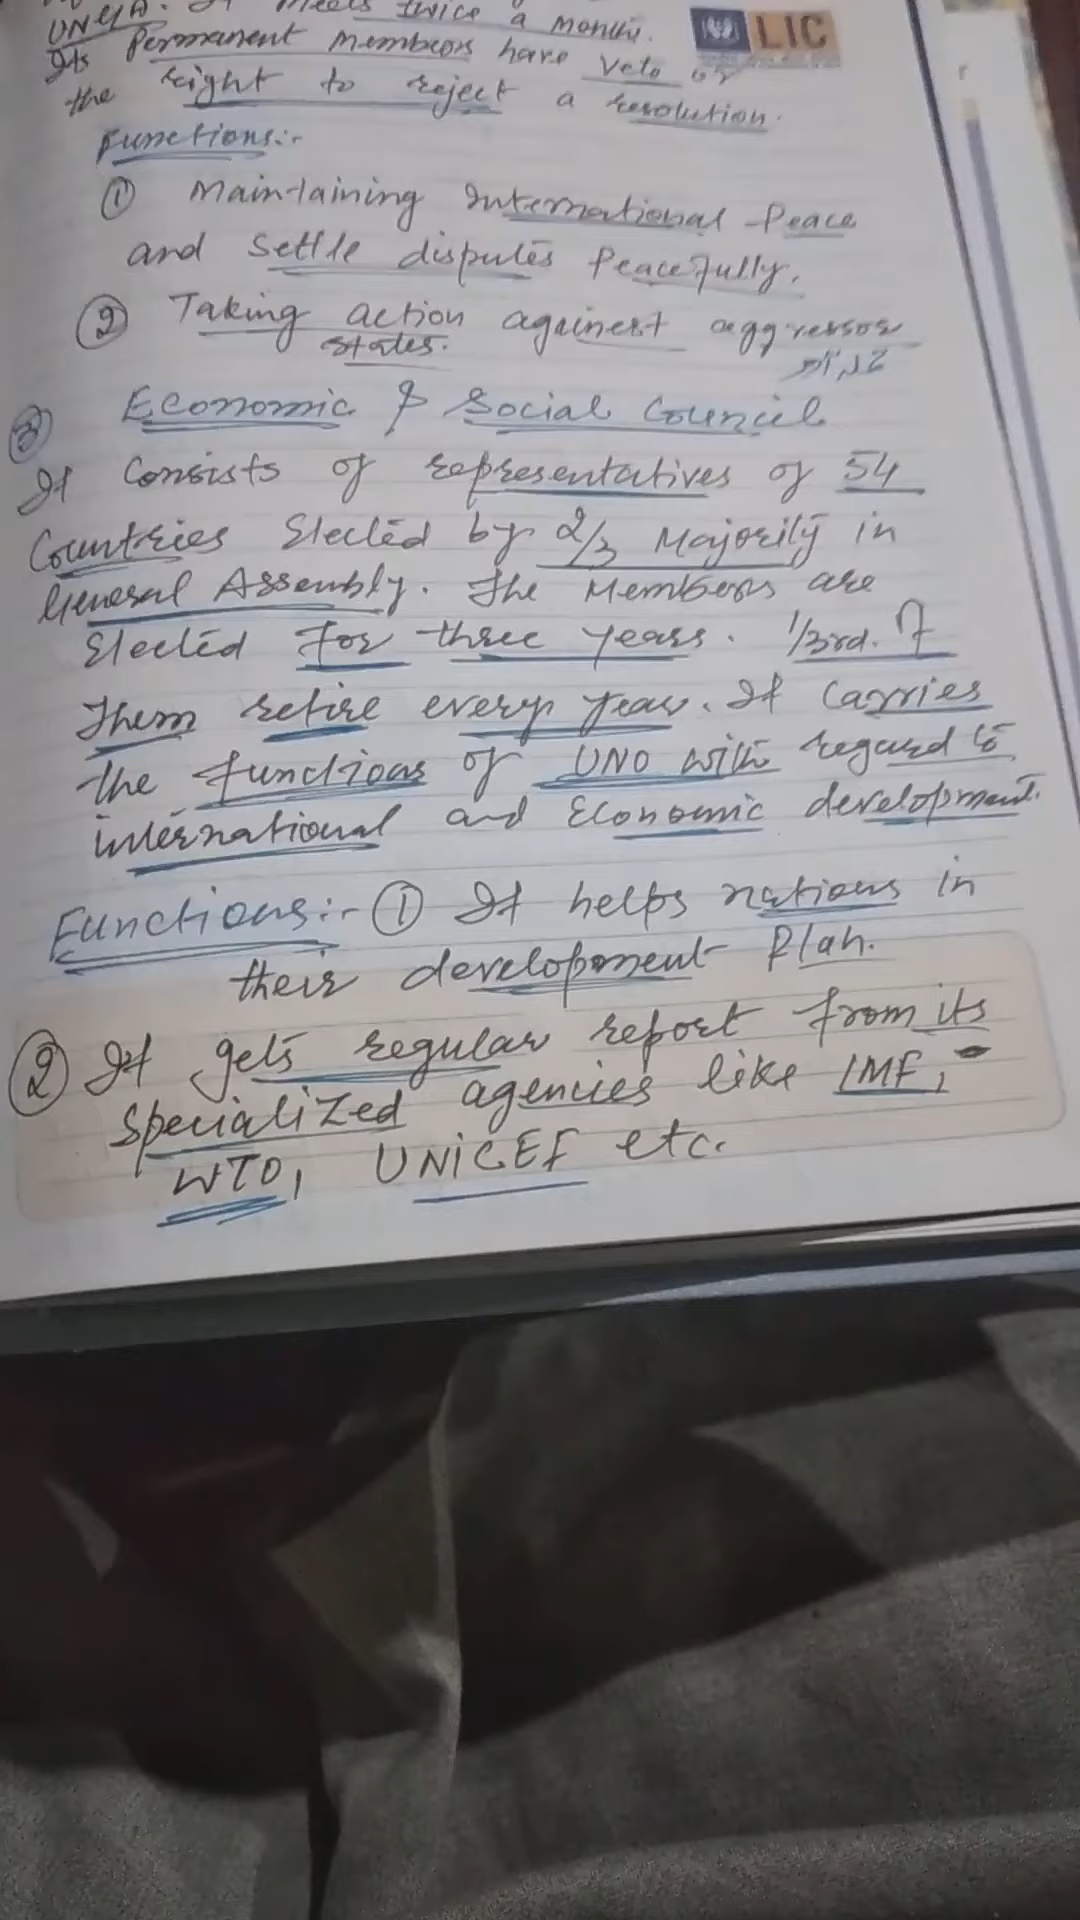 meets twice a month.
Its Permanent Members have Veto or
LIC
the right to reject a resolution.
Functions:-
① Maintaining International Peace
and Settle disputes Peacefully.
② Taking action against aggressor
states.
③ Economic & Social Council
It Consists of representatives of 54
Countries Elected by 2/3 Majority in
General Assembly. The Members are
Elected For three years. 1/3rd. of
Them retire every year. It Carries
the functions of UNO with regard to
international and Economic development.
Functions:- ① It helps nations in
their development Plan.
② It gets regular report from its
Specialized agencies like IMF,
WTO, UNICEF etc.